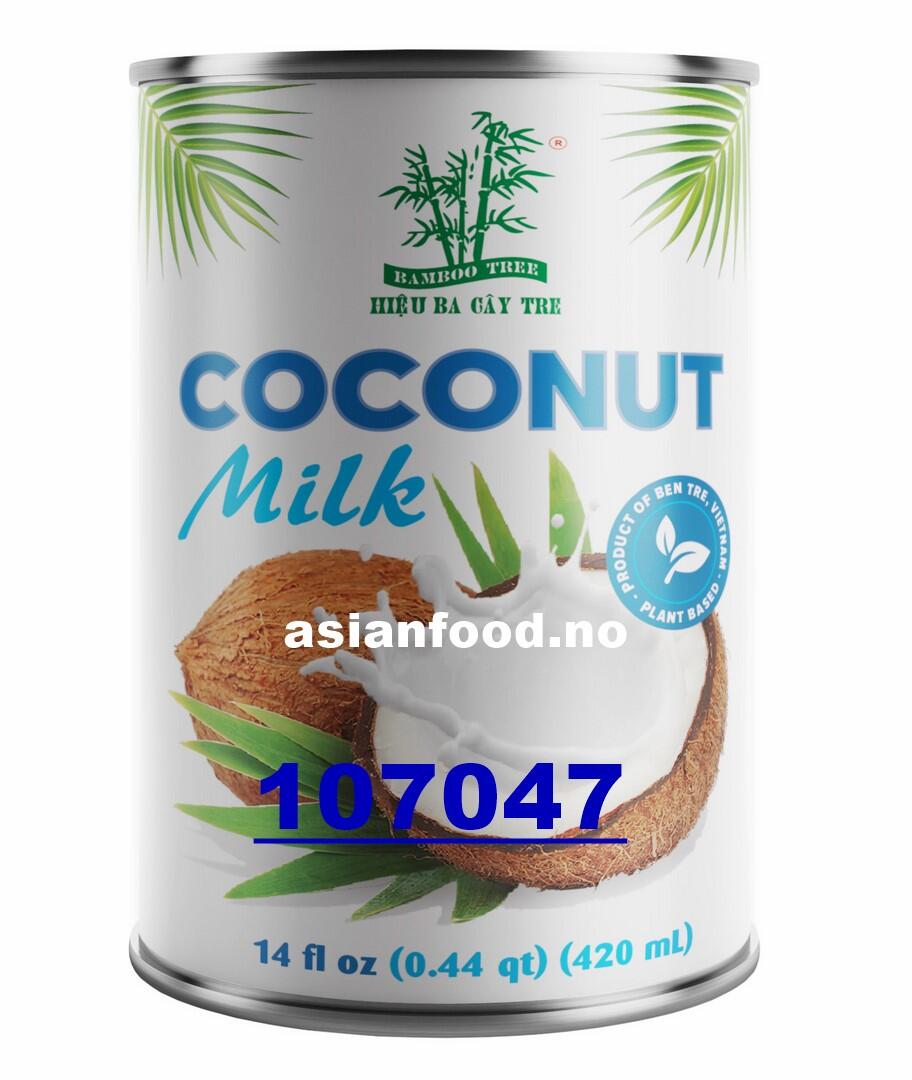 ®
BAMBOO TREE
HIỆU BA CÂY TRE
COCONUT
Milk
PRODUCT OF BEN TRE, VIETNAM
- PLANT BASED -
asianfood.no
107047
14 fl oz (0.44 qt) (420 mL)